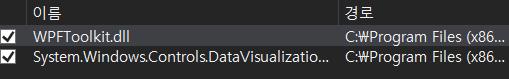 이름 경로
WPFToolkit.dll C:₩Program Files (x86...
System.Windows.Controls.DataVisualizatio... C:₩Program Files (x86...